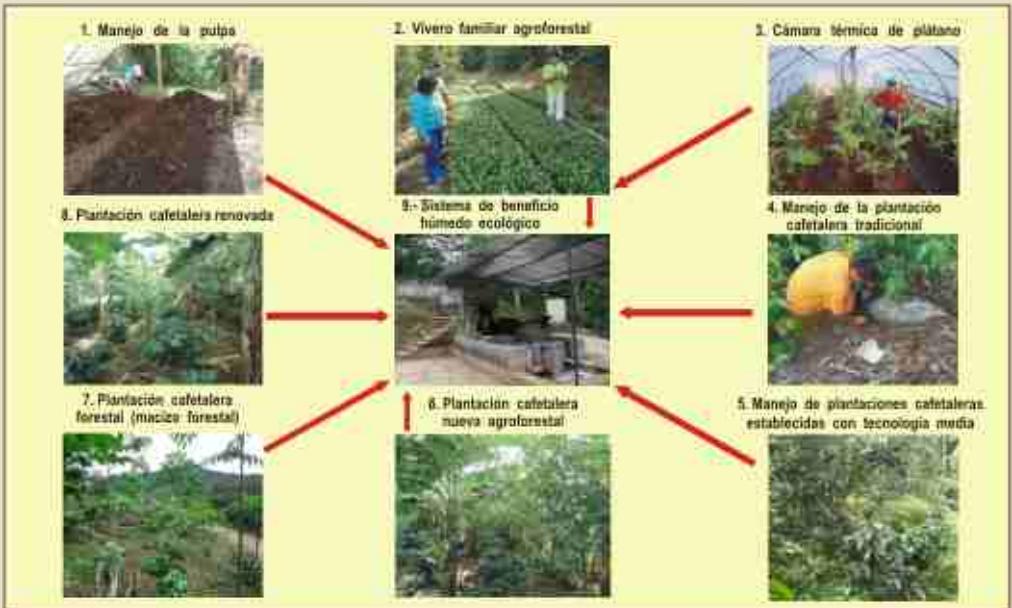 1. Manejo de la pulpa
2. Vivero familiar agroforestal
3. Cámara térmica de plátano
8. Plantación cafetalera renovada
9.- Sistema de beneficio
húmedo ecológico
4. Manejo de la plantación
cafetalera tradicional
7. Plantación cafetalera
forestal (macizo forestal)
6. Plantación cafetalera
nueva agroforestal
5. Manejo de plantaciones cafetaleras
establecidas con tecnología media